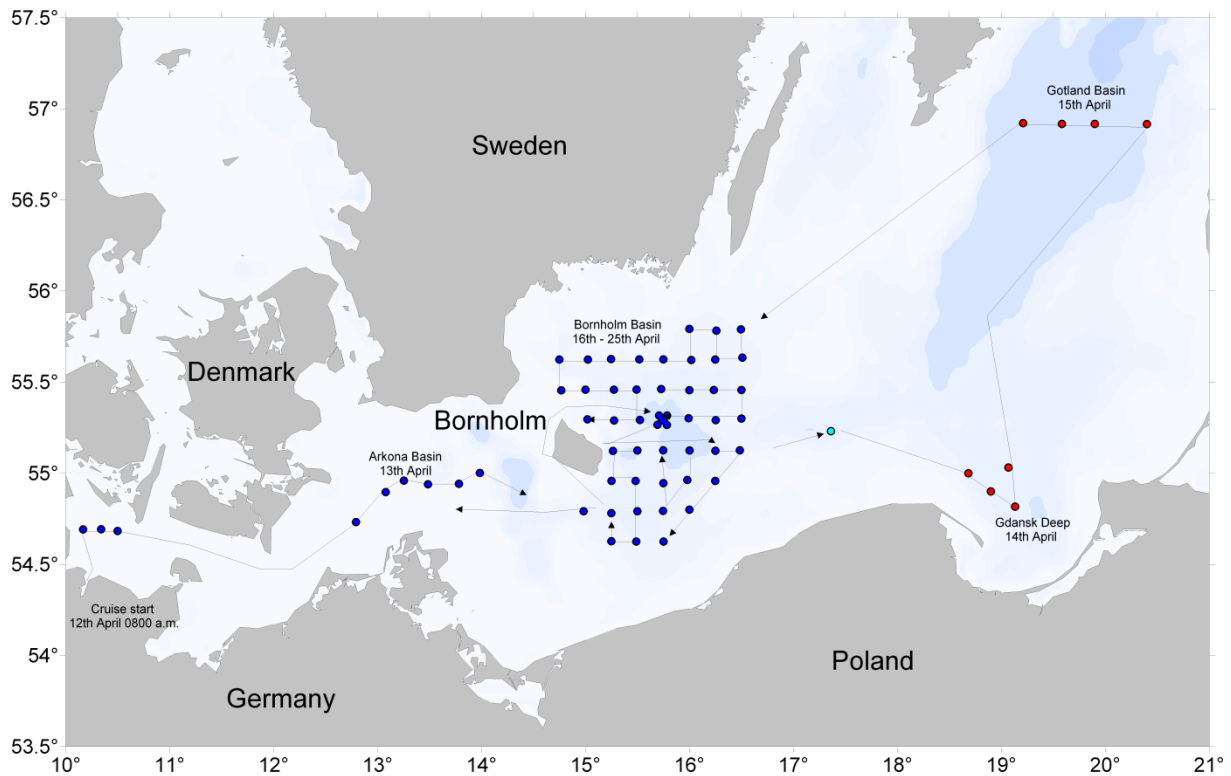 57.5°
57°
56.5°
56°
55.5°
55°
54.5°
54°
53.5°
Gotland Basin
15th April
Sweden
Bornholm Basin
16th - 25th April
Denmark
Bornholm
Arkona Basin
13th April
Gdansk Deep
14th April
Cruise start
12th April 0800 a.m.
Poland
Germany
10° 11 12 13 14 15 16 17 18 19 20 21°